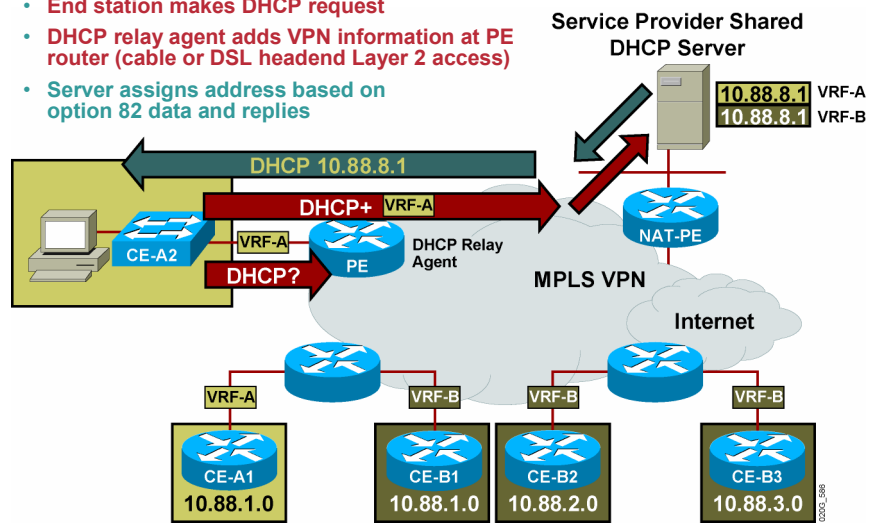 • End station makes DHCP request
• DHCP relay agent adds VPN information at PE
router (cable or DSL headend Layer 2 access)
• Server assigns address based on
option 82 data and replies
Service Provider Shared
DHCP Server
10.88.8.1 VRF-A
10.88.8.1 VRF-B
DHCP 10.88.8.1
DHCP+ VRF-A
NAT-PE
CE-A2
VRF-A
PE
DHCP Relay
Agent
DHCP?
MPLS VPN
Internet
VRF-A
VRF-B
VRF-B
VRF-B
CE-A1
10.88.1.0
CE-B1
10.88.1.0
CE-B2
10.88.2.0
CE-B3
10.88.3.0
020G_586